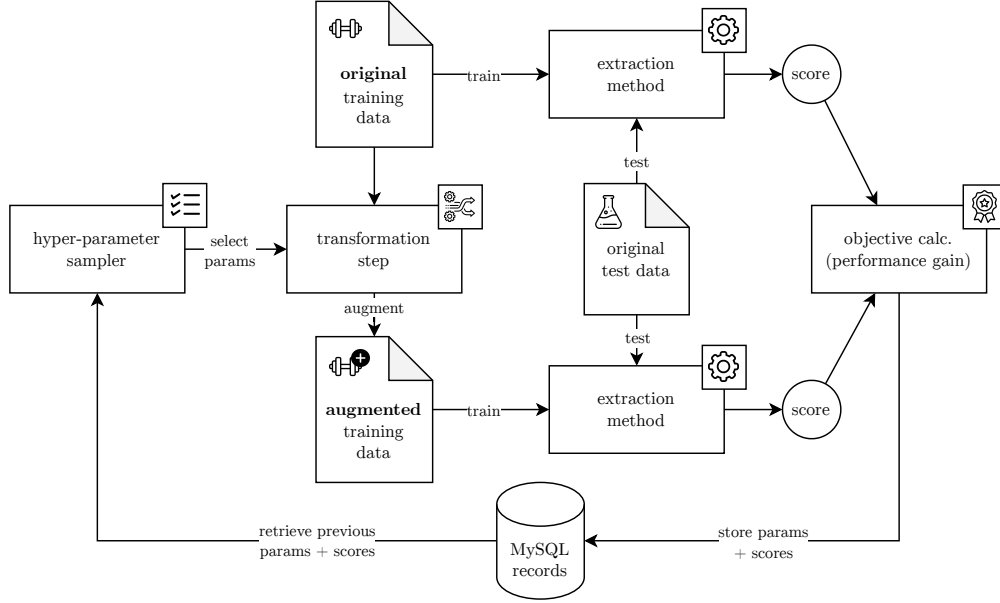 original
training
data
train
extraction
method
score
test
hyper-parameter
sampler
select
params
transformation
step
original
test data
objective calc.
(performance gain)
augment
test
augmented
training
data
train
extraction
method
score
retrieve previous
params + scores
MySQL
records
store params
+ scores